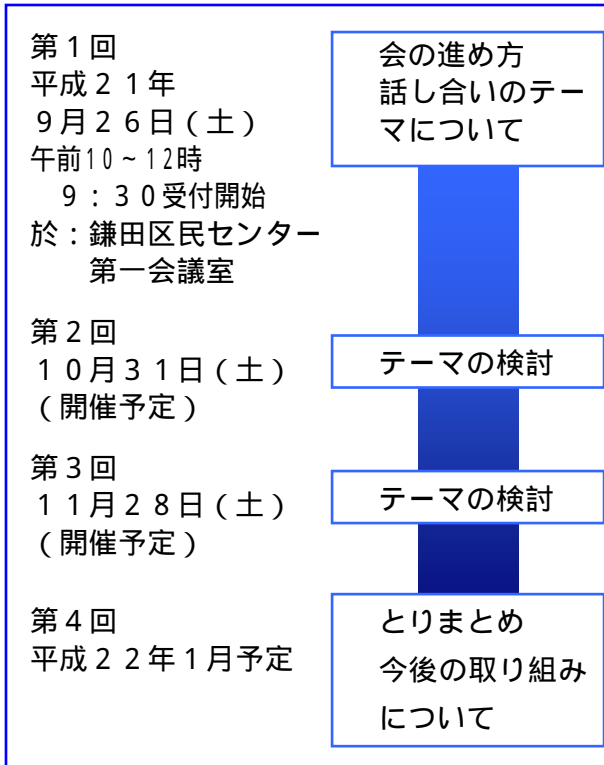 第１回
平成２１年
９月２６日（土）
午前10～12時
９：３０受付開始
於：鎌田区民センター
第一会議室
会の進め方
話し合いのテー
マについて
第２回
１０月３１日（土）
（開催予定）
テーマの検討
第３回
１１月２８日（土）
（開催予定）
テーマの検討
第４回
平成２２年１月予定
とりまとめ
今後の取り組み
について